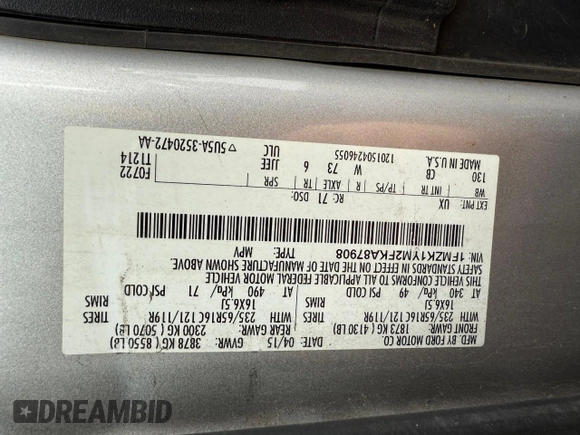 MFD. BY FORD MOTOR CO.
DATE: 04/15 GVWR: 3878 KG ( 8550 LB)
FRONT GAWR: 1873 KG ( 4130 LB) REAR GAWR: 2300 KG ( 5070 LB)
WITH 235/65R16C 121/119R TIRES WITH 235/65R16C 121/119R TIRES
16X6.5J RIMS 16X6.5J RIMS
AT 340 kPa/ 49 PSI COLD AT 490 kPa/ 71 PSI COLD
THIS VEHICLE CONFORMS TO ALL APPLICABLE FEDERAL MOTOR VEHICLE
SAFETY STANDARDS IN EFFECT ON THE DATE OF MANUFACTURE SHOWN ABOVE.
VIN: 1FMZK1YM2FKA87908 TYPE: MPV
EXT PNT: UX RC: 71 DSO:
WB INT TR TP/PS R AXLE TR SPR
130 CB W 73 6 JJEE F0722
MADE IN U.S.A. 1201504246055 ULC T1214
▽5U5A-3520472-AA
DREAMBID